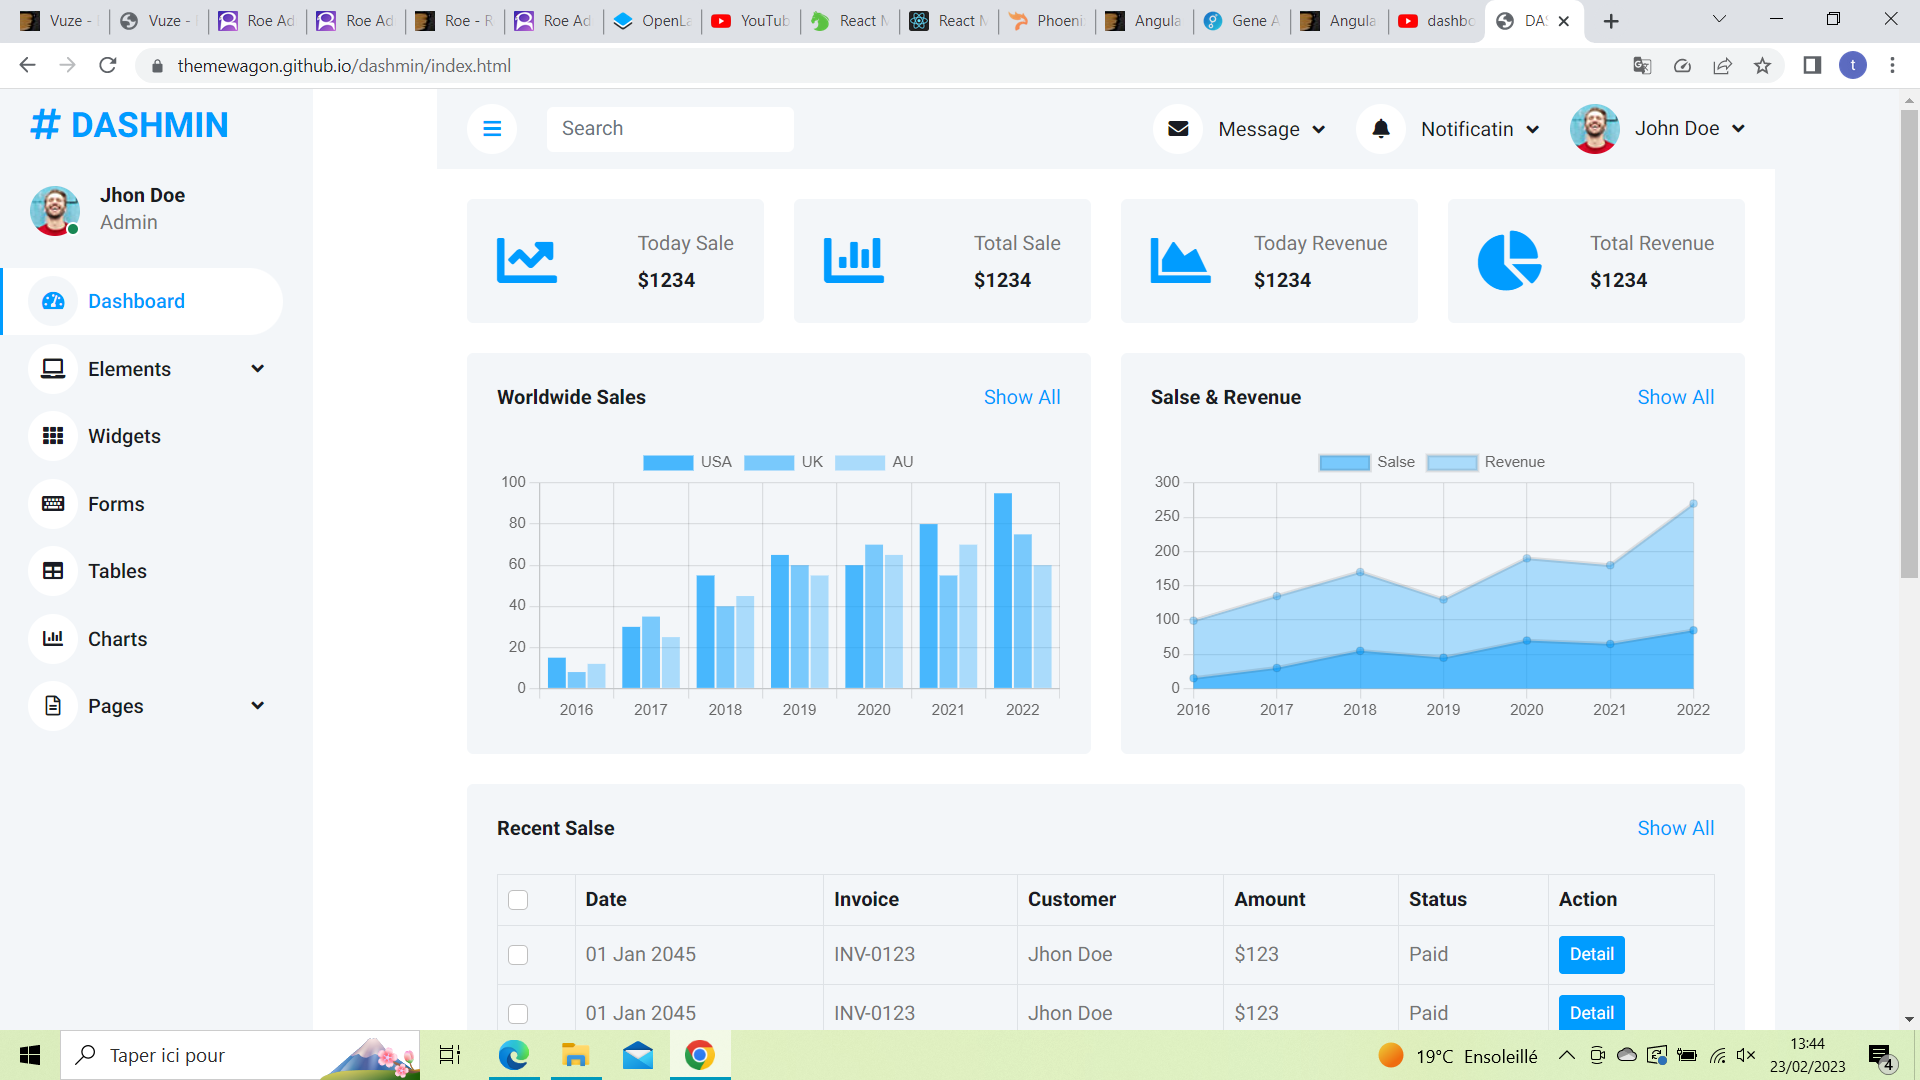 Vuze -
Vuze -
Roe Ad
Roe Ad
Roe - R
Roe Ad
OpenLa
YouTub
React N
React N
Phoeni
Angula
Gene A
Angula
dashbo
DAS
themewagon.github.io/dashmin/index.html
t
# DASHMIN
Search
Message
Notificatin
John Doe
Jhon Doe
Admin
Dashboard
Elements
Widgets
Forms
Tables
Charts
Pages
Today Sale
$1234
Total Sale
$1234
Today Revenue
$1234
Total Revenue
$1234
Worldwide Sales
Show All
USA UK AU
100
80
60
40
20
0
2016 2017 2018 2019 2020 2021 2022
Salse & Revenue
Show All
Salse Revenue
300
250
200
150
100
50
0
2016 2017 2018 2019 2020 2021 2022
Recent Salse
Show All
Date Invoice Customer Amount Status Action
01 Jan 2045 INV-0123 Jhon Doe $123 Paid Detail
01 Jan 2045 INV-0123 Jhon Doe $123 Paid Detail
Taper ici pour
19°C Ensoleillé
13:44
23/02/2023
4